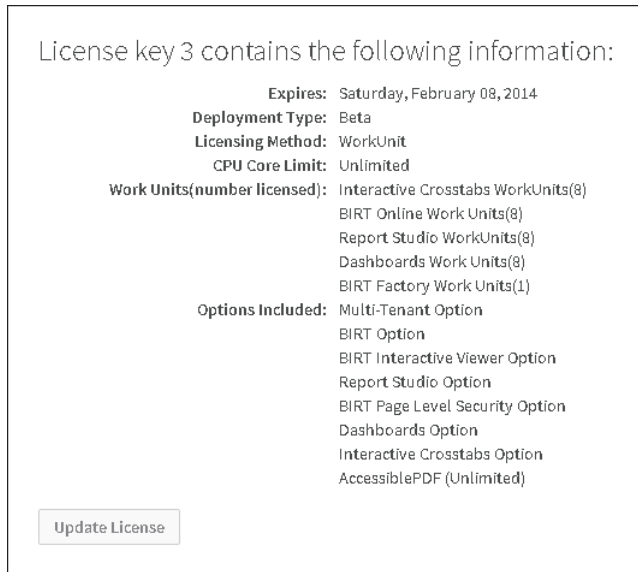 License key 3 contains the following information:
Expires: Saturday, February 08, 2014
Deployment Type: Beta
Licensing Method: WorkUnit
CPU Core Limit: Unlimited
Work Units(number licensed): Interactive Crosstabs WorkUnits(8)
BIRT Online Work Units(8)
Report Studio WorkUnits(8)
Dashboards Work Units(8)
BIRT Factory Work Units(1)
Options Included: Multi-Tenant Option
BIRT Option
BIRT Interactive Viewer Option
Report Studio Option
BIRT Page Level Security Option
Dashboards Option
Interactive Crosstabs Option
AccessiblePDF (Unlimited)
Update License